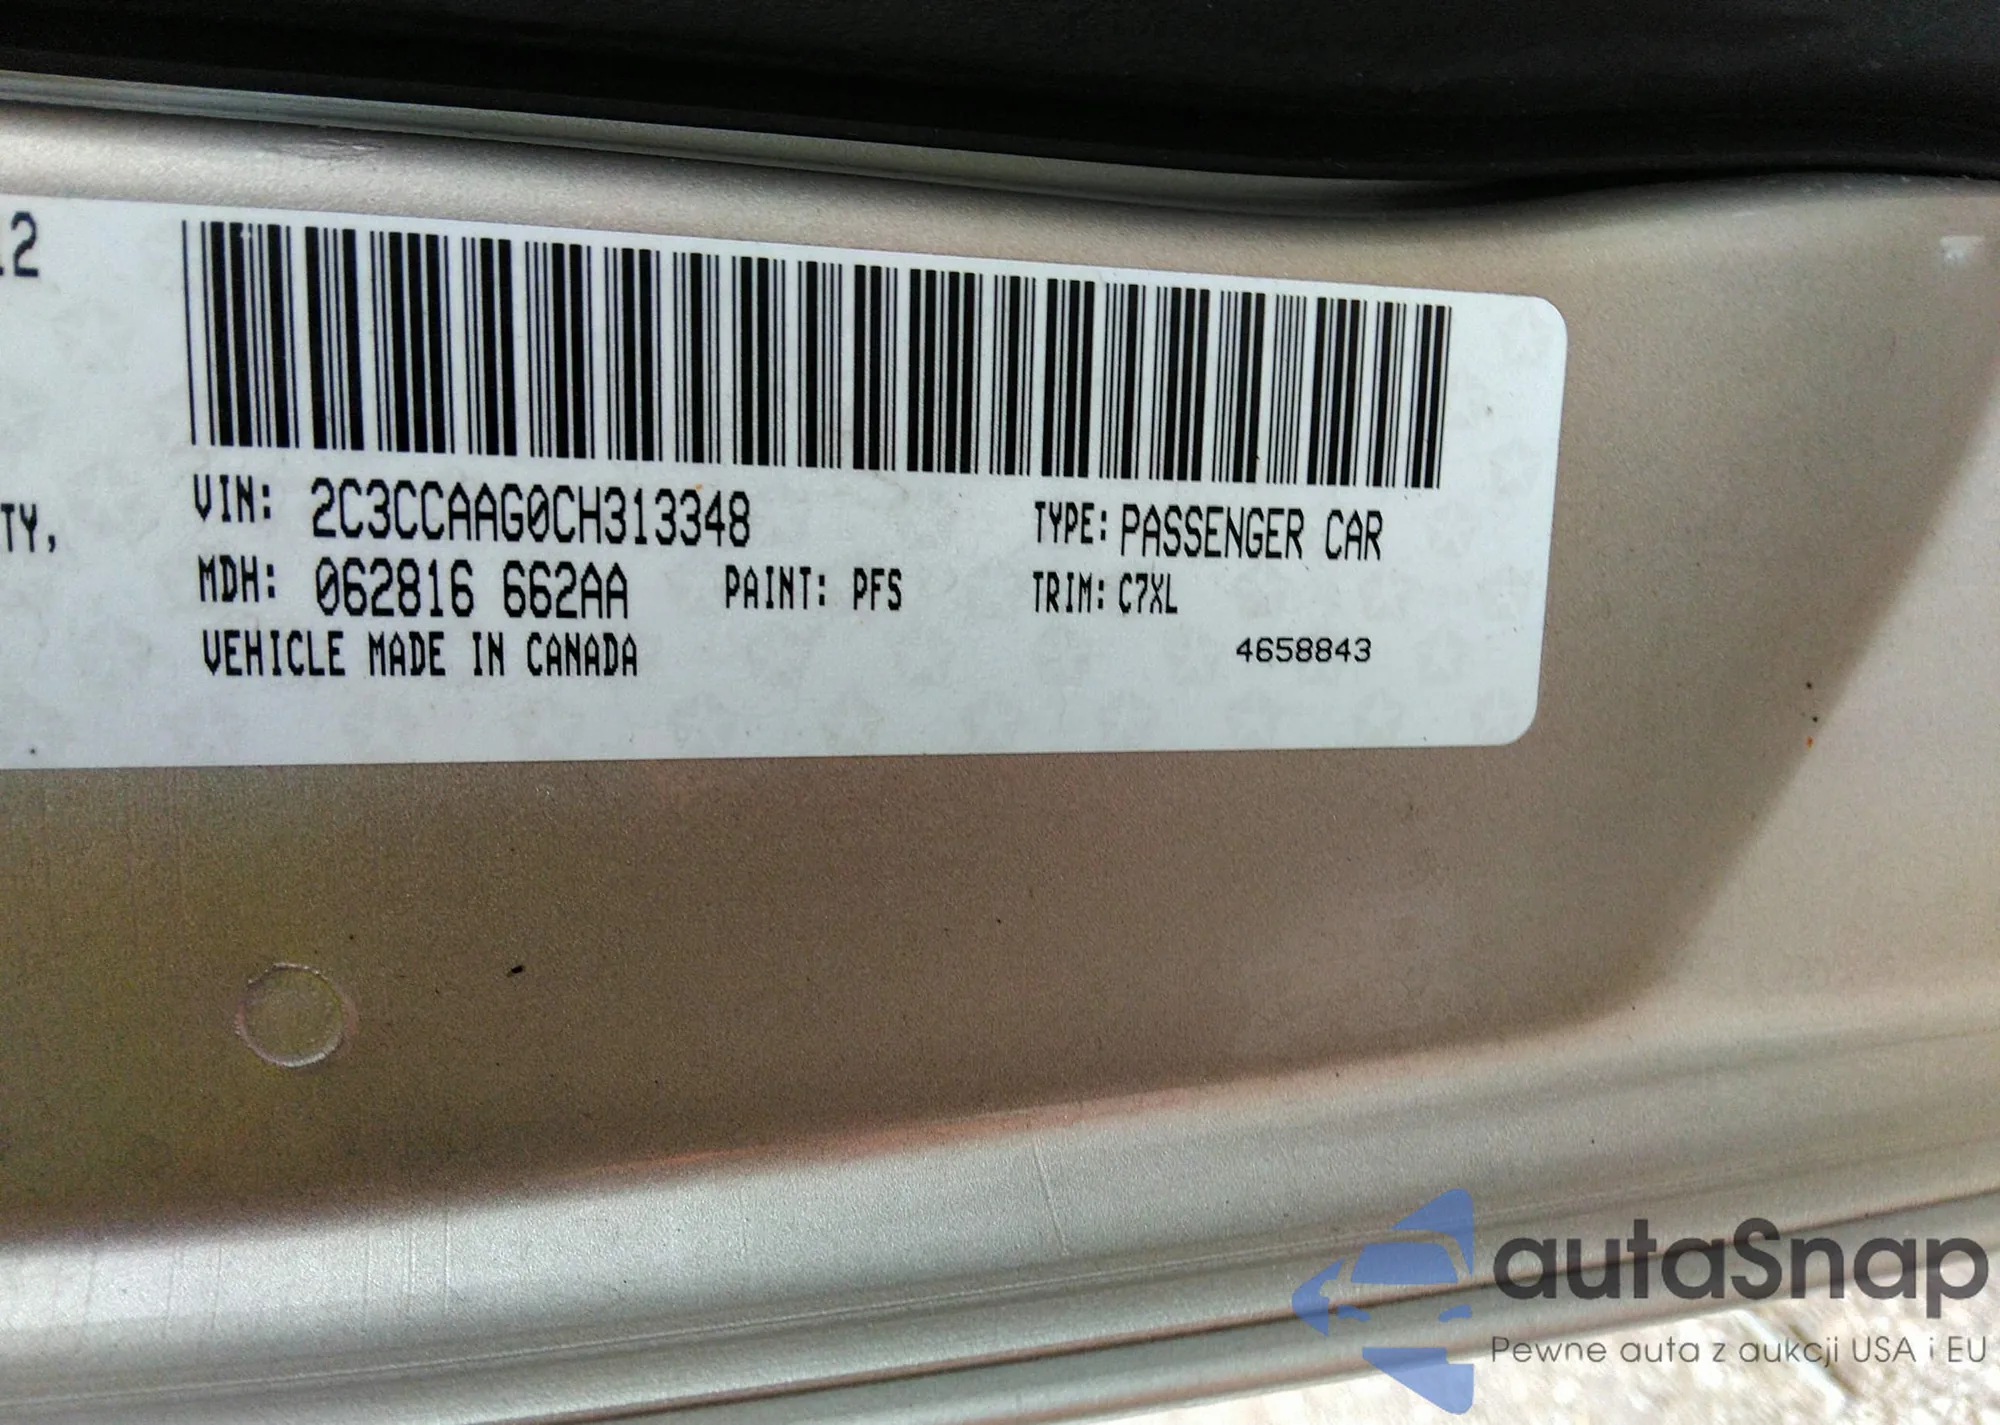 12
TY,
VIN: 2C3CCAAG0CH313348 TYPE: PASSENGER CAR
MDH: 062816 662AA PAINT: PFS TRIM: C7XL
VEHICLE MADE IN CANADA 4658843
autaSnap
Pewne auta z aukcji USA i EU